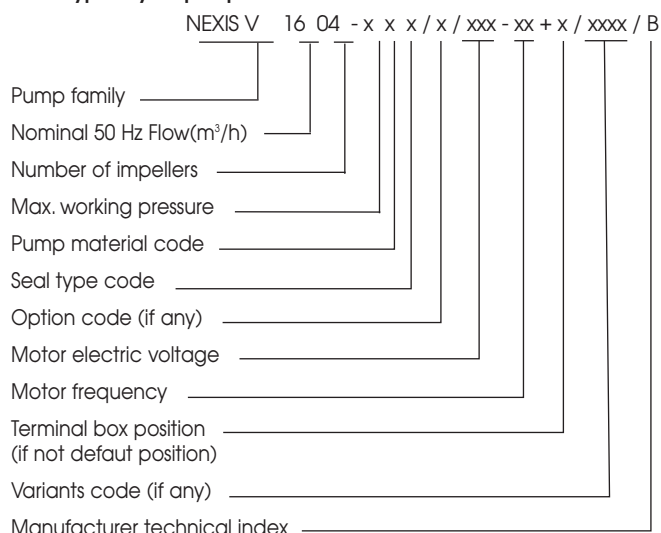 NEXIS V 16 04 - x x x / x / xxx - xx + x / xxxx / B
Pump family
Nominal 50 Hz Flow(m³/h)
Number of impellers
Max. working pressure
Pump material code
Seal type code
Option code (if any)
Motor electric voltage
Motor frequency
Terminal box position
(if not defaut position)
Variants code (if any)
Manufacturer technical index